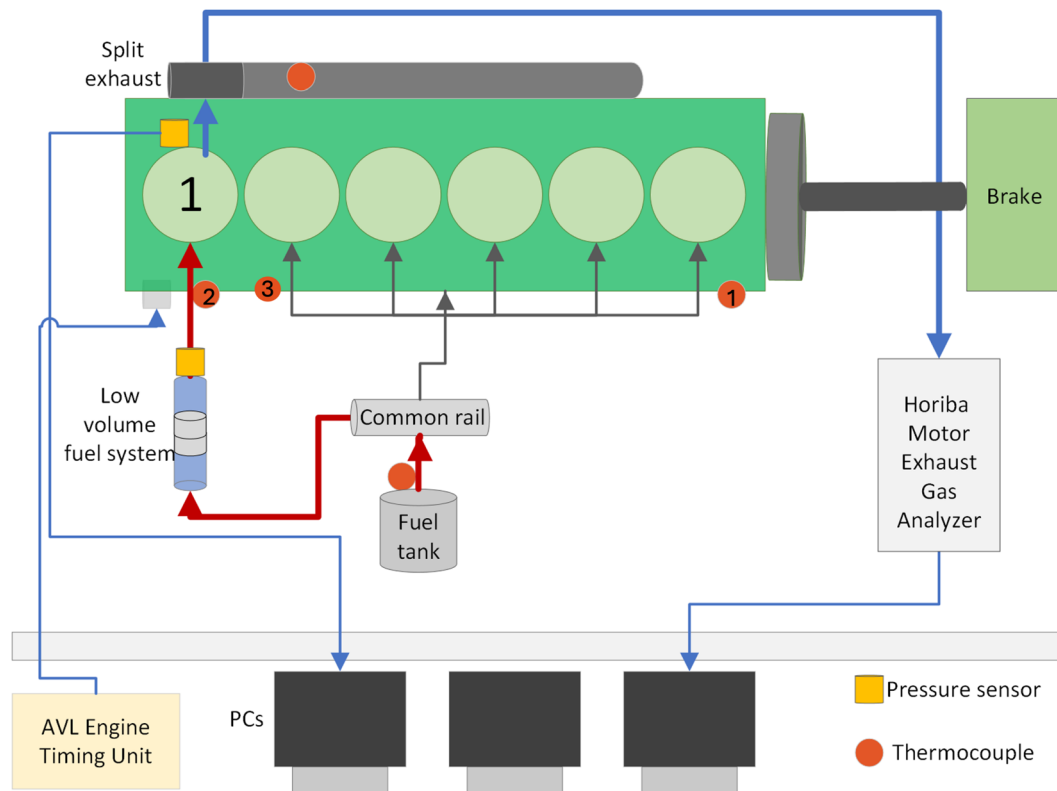 Split
exhaust
1
Brake
2
3
1
Low
volume
fuel system
Common rail
Fuel
tank
Horiba
Motor
Exhaust
Gas
Analyzer
AVL Engine
Timing Unit
PCs
Pressure sensor
Thermocouple